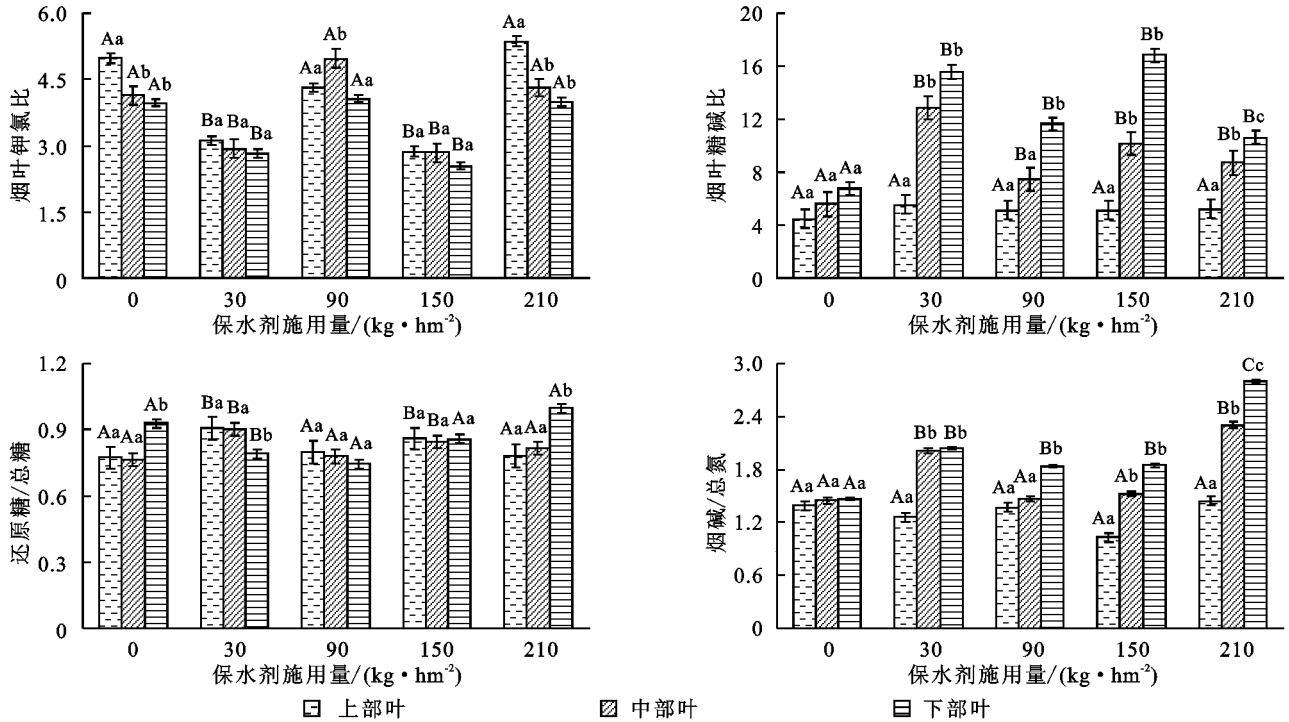 6.0
4.5
3.0
1.5
0
烟叶钾氯比
Aa Ab Ab
Ba Ba Ba
Aa Ab Aa
Ba Ba Ba
Aa Ab Ab
0 30 90 150 210
保水剂施用量/(kg·hm⁻²)
20
16
12
8
4
0
烟叶糖碱比
Aa Aa Aa
Aa Bb Bb
Aa Ba Bb
Aa Bb Bb
Aa Bb Bc
0 30 90 150 210
保水剂施用量/(kg·hm⁻²)
1.2
0.9
0.6
0.3
0
还原糖/总糖
Aa Aa Ab
Ba Ba Bb
Aa Aa Aa
Ba Ba Aa
Aa Aa Ab
0 30 90 150 210
保水剂施用量/(kg·hm⁻²)
3.0
2.4
1.8
1.2
0.6
0
烟碱/总氮
Aa Aa Aa
Aa Bb Bb
Aa Aa Bb
Aa Ab Bb
Aa Bb Cc
0 30 90 150 210
保水剂施用量/(kg·hm⁻²)
上部叶 中部叶 下部叶